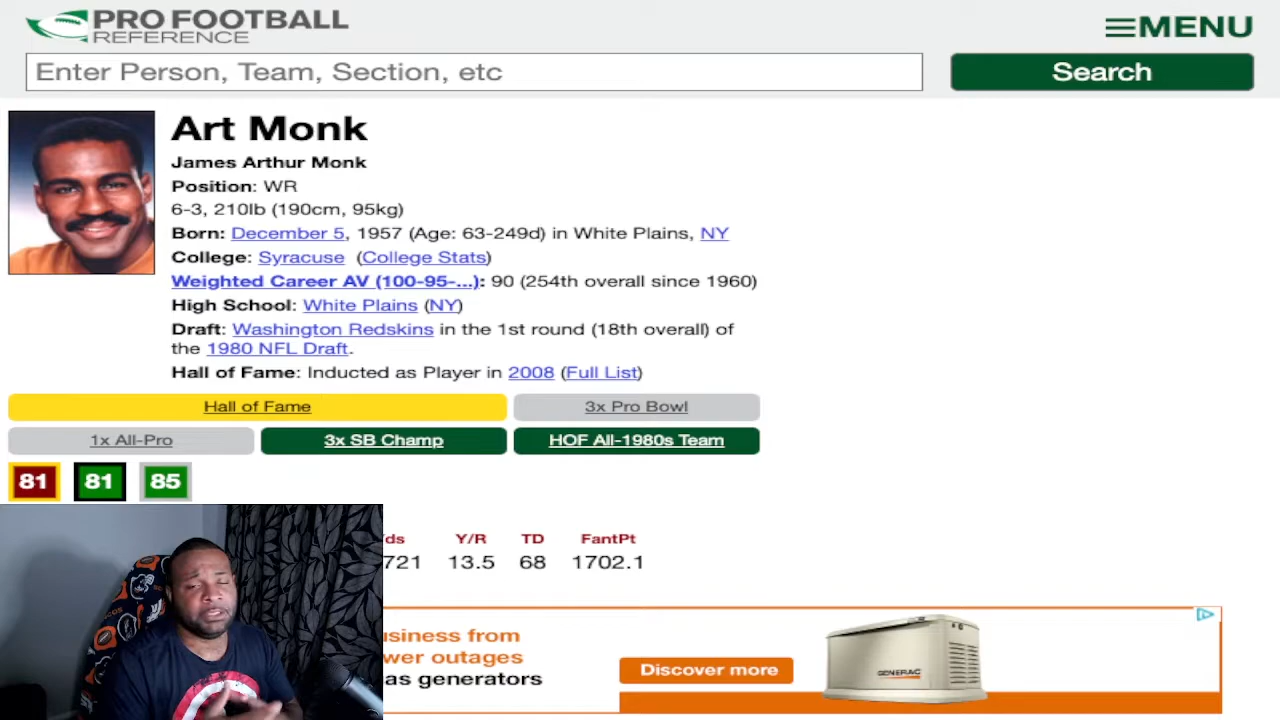 PRO FOOTBALL
REFERENCE
MENU
Enter Person, Team, Section, etc
Search
Art Monk
James Arthur Monk
Position: WR
6-3, 210lb (190cm, 95kg)
Born: December 5, 1957 (Age: 63-249d) in White Plains, NY
College: Syracuse (College Stats)
Weighted Career AV (100-95-...): 90 (254th overall since 1960)
High School: White Plains (NY)
Draft: Washington Redskins in the 1st round (18th overall) of
the 1980 NFL Draft.
Hall of Fame: Inducted as Player in 2008 (Full List)
Hall of Fame 3x Pro Bowl
1x All-Pro 3x SB Champ HOF All-1980s Team
81 81 85
ds Y/R TD FantPt
721 13.5 68 1702.1
usiness from
wer outages
as generators
Discover more
GENERAC